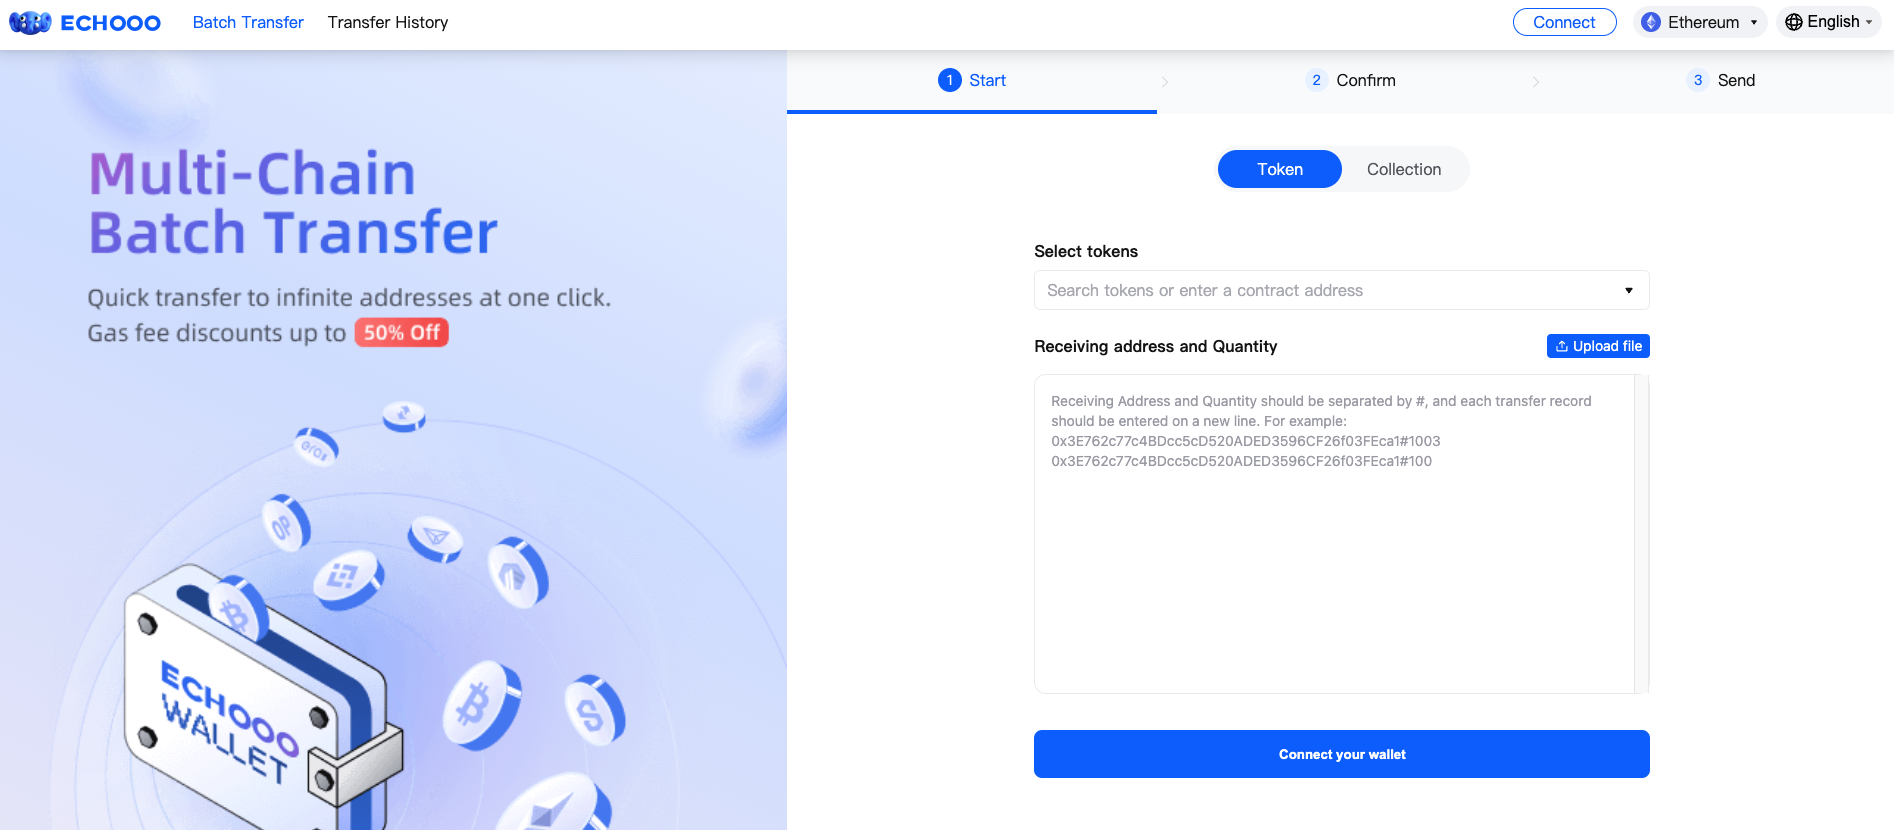 ECHOOO
Batch Transfer
Transfer History
Connect
Ethereum
English
1 Start
2 Confirm
3 Send
Multi-Chain
Batch Transfer
Quick transfer to infinite addresses at one click.
Gas fee discounts up to 50% Off
ECHOOO
WALLET
Token
Collection
Select tokens
Search tokens or enter a contract address
Receiving address and Quantity
Upload file
Receiving Address and Quantity should be separated by #, and each transfer record
should be entered on a new line. For example:
0x3E762c77c4BDcc5cD520ADED3596CF26f03FEca1#1003
0x3E762c77c4BDcc5cD520ADED3596CF26f03FEca1#100
Connect your wallet